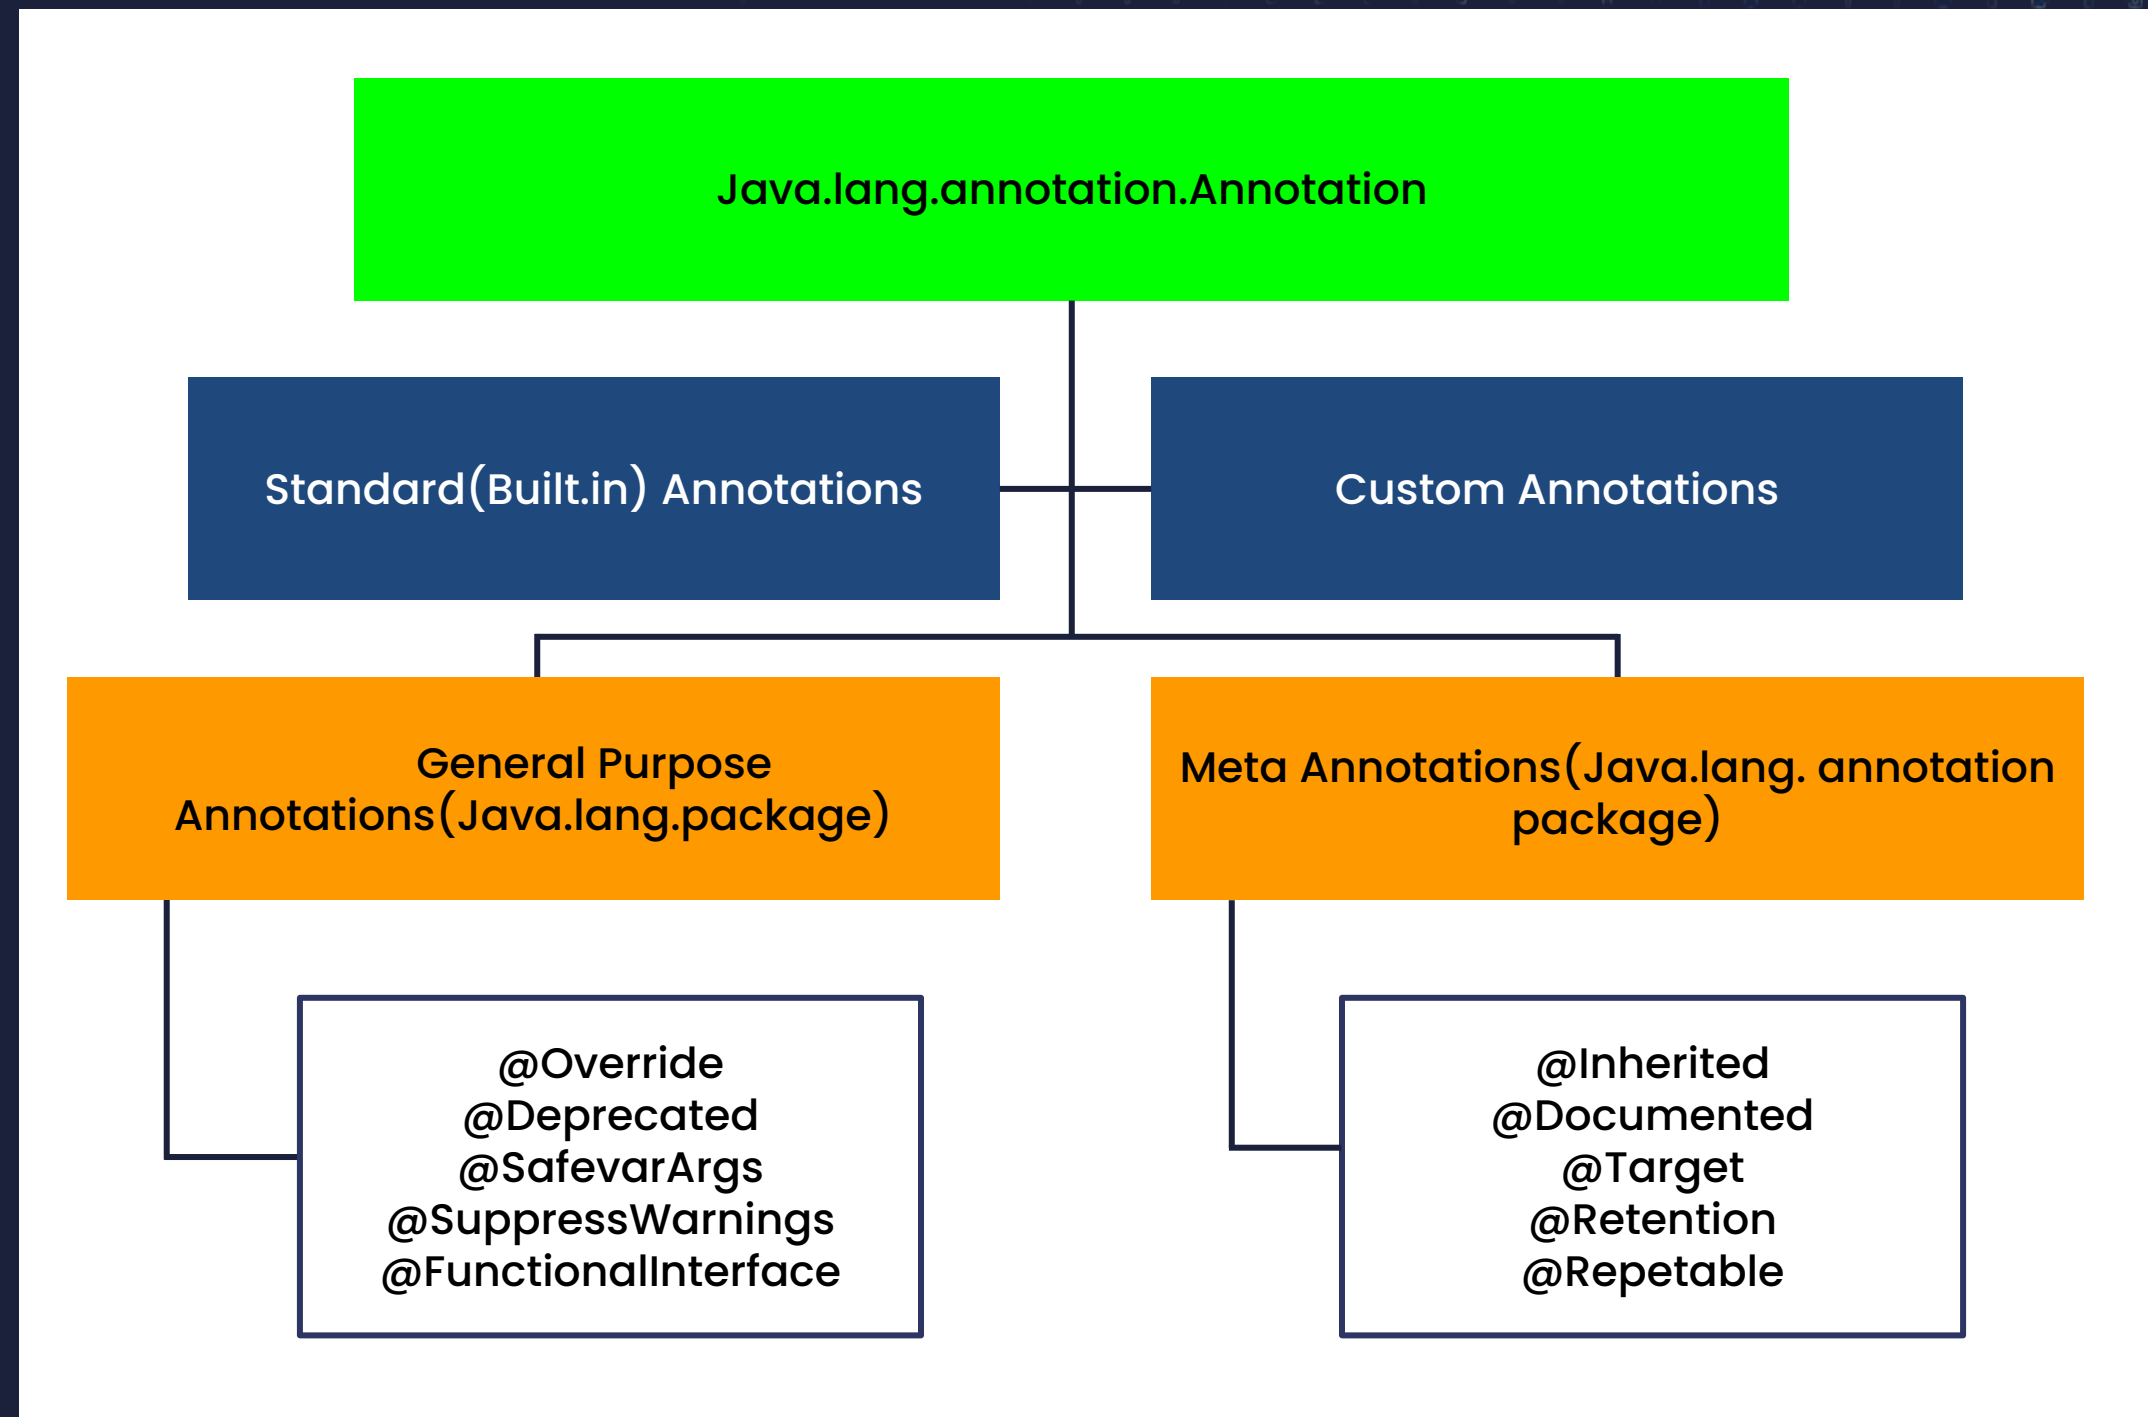 Java.lang.annotation.Annotation
Standard(Built.in) Annotations
Custom Annotations
General Purpose
Annotations(Java.lang.package)
Meta Annotations(Java.lang. annotation
package)
@Override
@Deprecated
@SafevarArgs
@SuppressWarnings
@FunctionalInterface
@Inherited
@Documented
@Target
@Retention
@Repetable